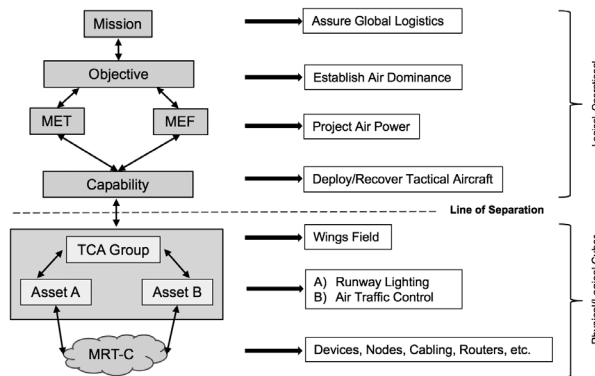 Mission
Assure Global Logistics
Objective
Establish Air Dominance
MET
MEF
Project Air Power
Capability
Deploy/Recover Tactical Aircraft
Line of Separation
TCA Group
Wings Field
Asset A
Asset B
A) Runway Lighting
B) Air Traffic Control
MRT-C
Devices, Nodes, Cabling, Routers, etc.